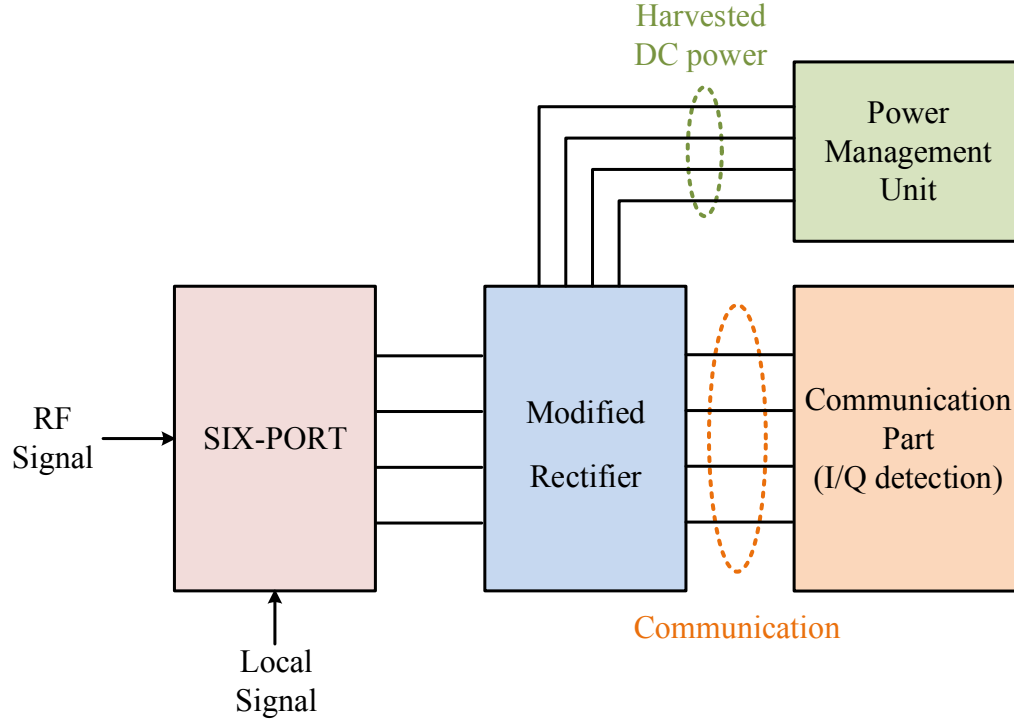 Harvested
DC power
Power
Management
Unit
RF
Signal
SIX-PORT
Modified
Rectifier
Communication
Part
(I/Q detection)
Communication
Local
Signal